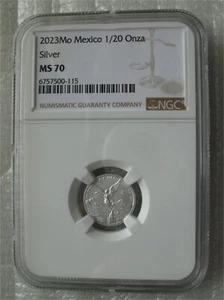 2023Mo Mexico 1/20 Onza
Silver
MS 70
6757500-115
NUMISMATIC GUARANTY COMPANY
NGC